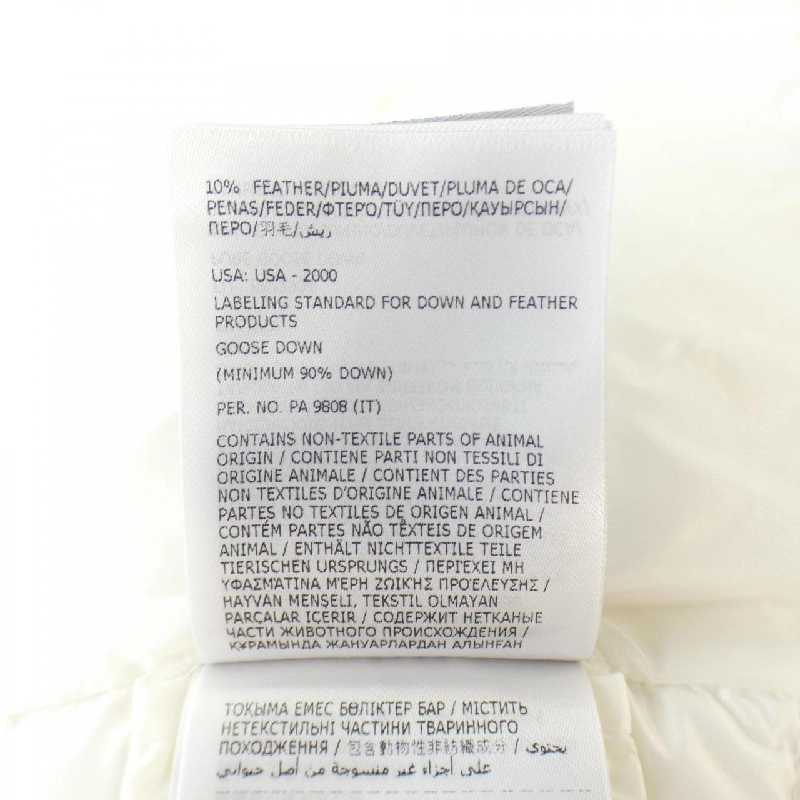 10% FEATHER/PIUMA/DUVET/PLUMA DE OCA/
PENAS/FEDER/ΦΤΕΡΌ/TÜY/ПЕРО/ҚАУЫРСЫН/
ПЕРО/羽毛/ريش
USA: USA - 2000
LABELING STANDARD FOR DOWN AND FEATHER
PRODUCTS
GOOSE DOWN
(MINIMUM 90% DOWN)
PER. NO. PA 9808 (IT)
CONTAINS NON-TEXTILE PARTS OF ANIMAL
ORIGIN / CONTIENE PARTI NON TESSILI DI
ORIGINE ANIMALE / CONTIENT DES PARTIES
NON TEXTILES D'ORIGINE ANIMALE / CONTIENE
PARTES NO TEXTILES DE ORIGEN ANIMAL /
CONTÉM PARTES NÃO TÊXTEIS DE ORIGEM
ANIMAL / ENTHÄLT NICHTTEXTILE TEILE
TIERISCHEN URSPRUNGS / ΠΕΡΙΈΧΕΙ ΜΗ
ΥΦΑΣΜΆΤΙΝΑ ΜΈΡΗ ΖΩΙΚΉΣ ΠΡΟΈΛΕΥΣΗΣ /
HAYVAN MENŞELİ, TEKSTIL OLMAYAN
PARÇALAR IÇERIR / СОДЕРЖИТ НЕТКАНЫЕ
ЧАСТИ ЖИВОТНОГО ПРОИСХОЖДЕНИЯ /
ҚҰРАМЫНДА ЖАНУАРЛАРДАН АЛЫНҒАН
ТОҚЫМА ЕМЕС БӨЛІКТЕР БАР / МІСТИТЬ
НЕТЕКСТИЛЬНІ ЧАСТИНИ ТВАРИННОГО
ПОХОДЖЕННЯ / 包含動物性非紡織成分 / يحتوي
على أجزاء غير منسوجة من أصل حيواني